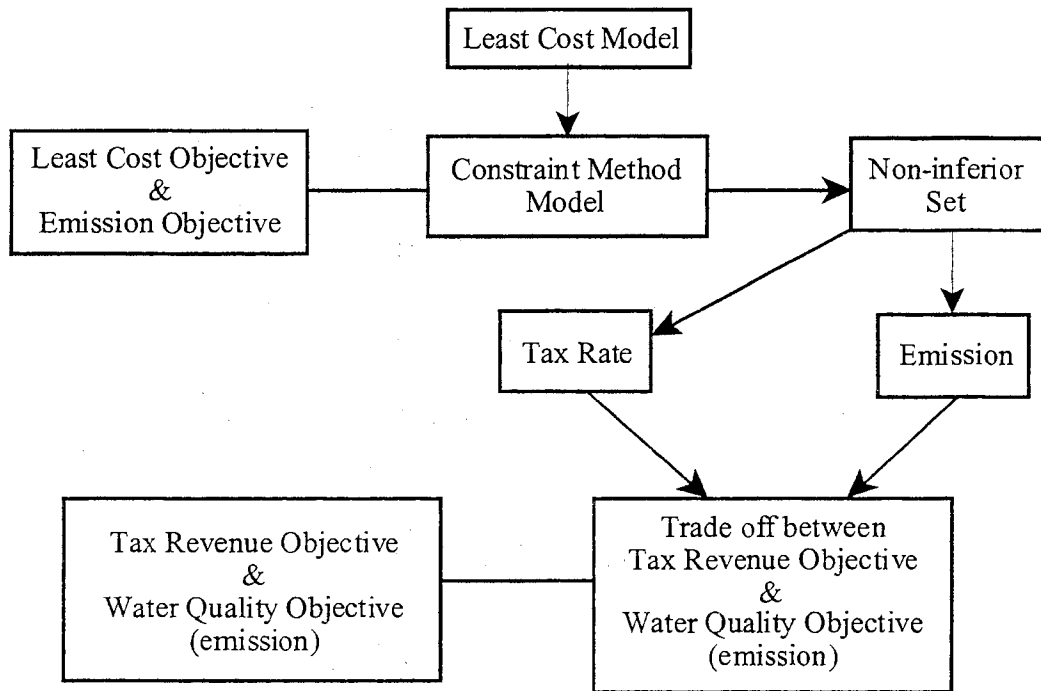 Least Cost Model
Least Cost Objective
&
Emission Objective
Constraint Method
Model
Non-inferior
Set
Tax Rate
Emission
Tax Revenue Objective
&
Water Quality Objective
(emission)
Trade off between
Tax Revenue Objective
&
Water Quality Objective
(emission)